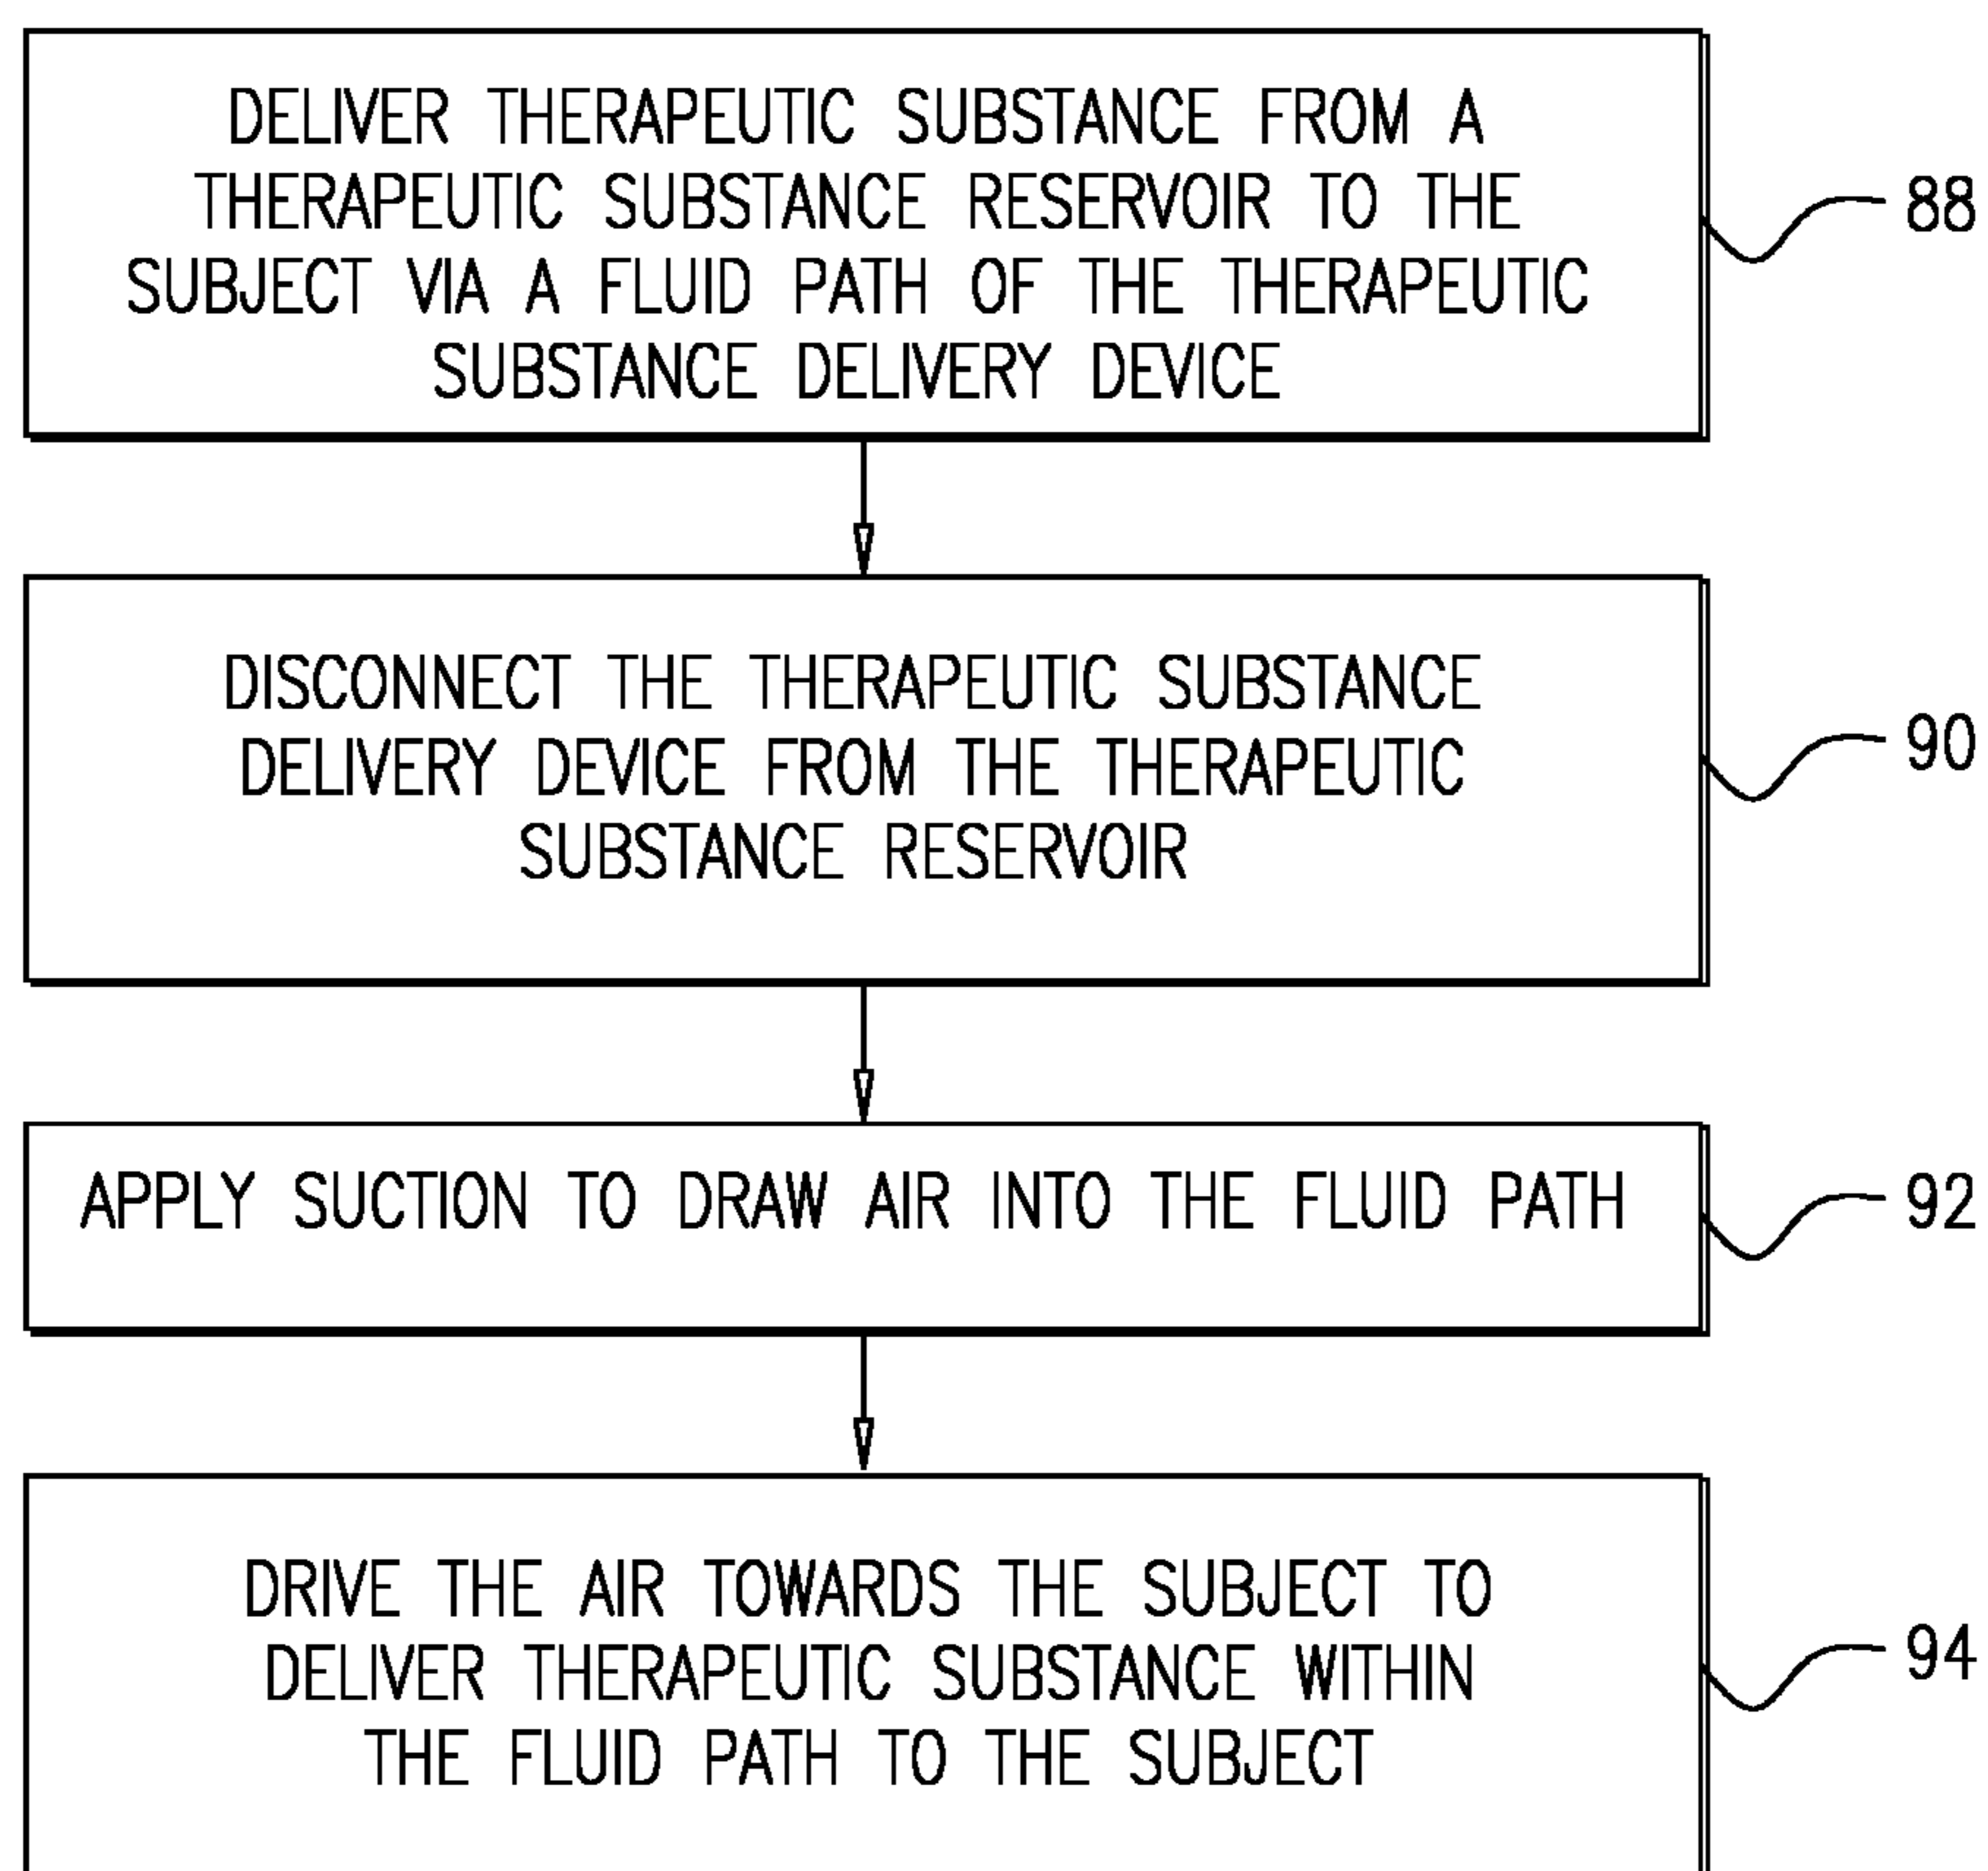 DELIVER THERAPEUTIC SUBSTANCE FROM A
THERAPEUTIC SUBSTANCE RESERVOIR TO THE
SUBJECT VIA A FLUID PATH OF THE THERAPEUTIC
SUBSTANCE DELIVERY DEVICE
88
DISCONNECT THE THERAPEUTIC SUBSTANCE
DELIVERY DEVICE FROM THE THERAPEUTIC
SUBSTANCE RESERVOIR
90
APPLY SUCTION TO DRAW AIR INTO THE FLUID PATH
92
DRIVE THE AIR TOWARDS THE SUBJECT TO
DELIVER THERAPEUTIC SUBSTANCE WITHIN
THE FLUID PATH TO THE SUBJECT
94